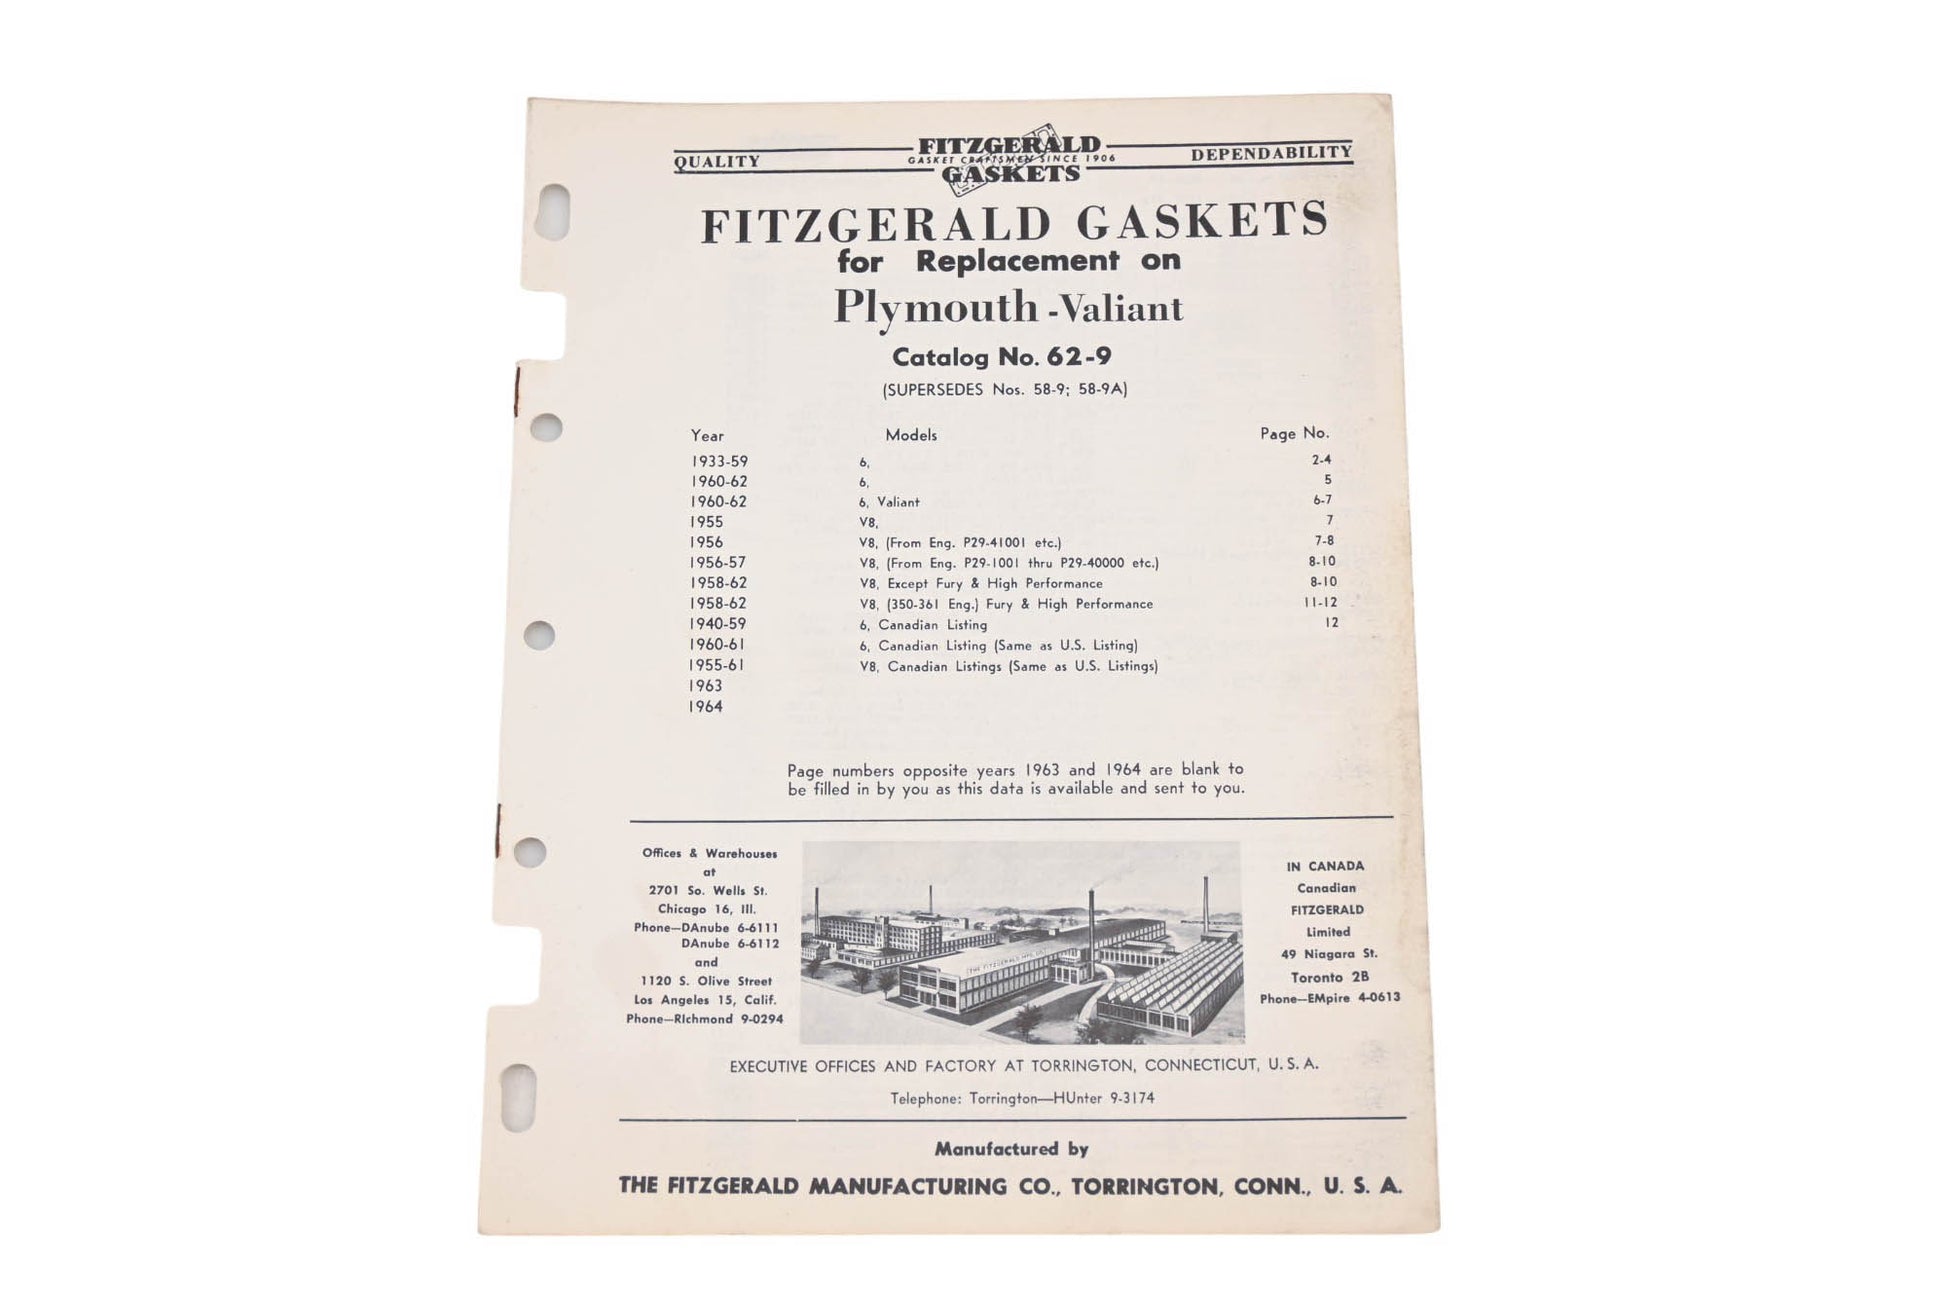 QUALITY
FITZGERALD
GASKET CRAFTSMEN SINCE 1906
GASKETS
DEPENDABILITY
FITZGERALD GASKETS
for Replacement on
Plymouth -Valiant
Catalog No. 62-9
(SUPERSEDES Nos. 58-9; 58-9A)
Year Models Page No.
1933-59 6, 2-4
1960-62 6, 5
1960-62 6, Valiant 6-7
1955 V8, 7
1956 V8, (From Eng. P29-41001 etc.) 7-8
1956-57 V8, (From Eng. P29-1001 thru P29-40000 etc.) 8-10
1958-62 V8, Except Fury & High Performance 8-10
1958-62 V8, (350-361 Eng.) Fury & High Performance 11-12
1940-59 6, Canadian Listing 12
1960-61 6, Canadian Listing (Same as U.S. Listing)
1955-61 V8, Canadian Listings (Same as U.S. Listings)
1963
1964
Page numbers opposite years 1963 and 1964 are blank to
be filled in by you as this data is available and sent to you.
Offices & Warehouses
at
2701 So. Wells St.
Chicago 16, Ill.
Phone—DAnube 6-6111
DAnube 6-6112
and
1120 S. Olive Street
Los Angeles 15, Calif.
Phone—RIchmond 9-0294
THE FITZGERALD MFG. CO.
IN CANADA
Canadian
FITZGERALD
Limited
49 Niagara St.
Toronto 2B
Phone—EMpire 4-0613
EXECUTIVE OFFICES AND FACTORY AT TORRINGTON, CONNECTICUT, U. S. A.
Telephone: Torrington—HUnter 9-3174
Manufactured by
THE FITZGERALD MANUFACTURING CO., TORRINGTON, CONN., U. S. A.